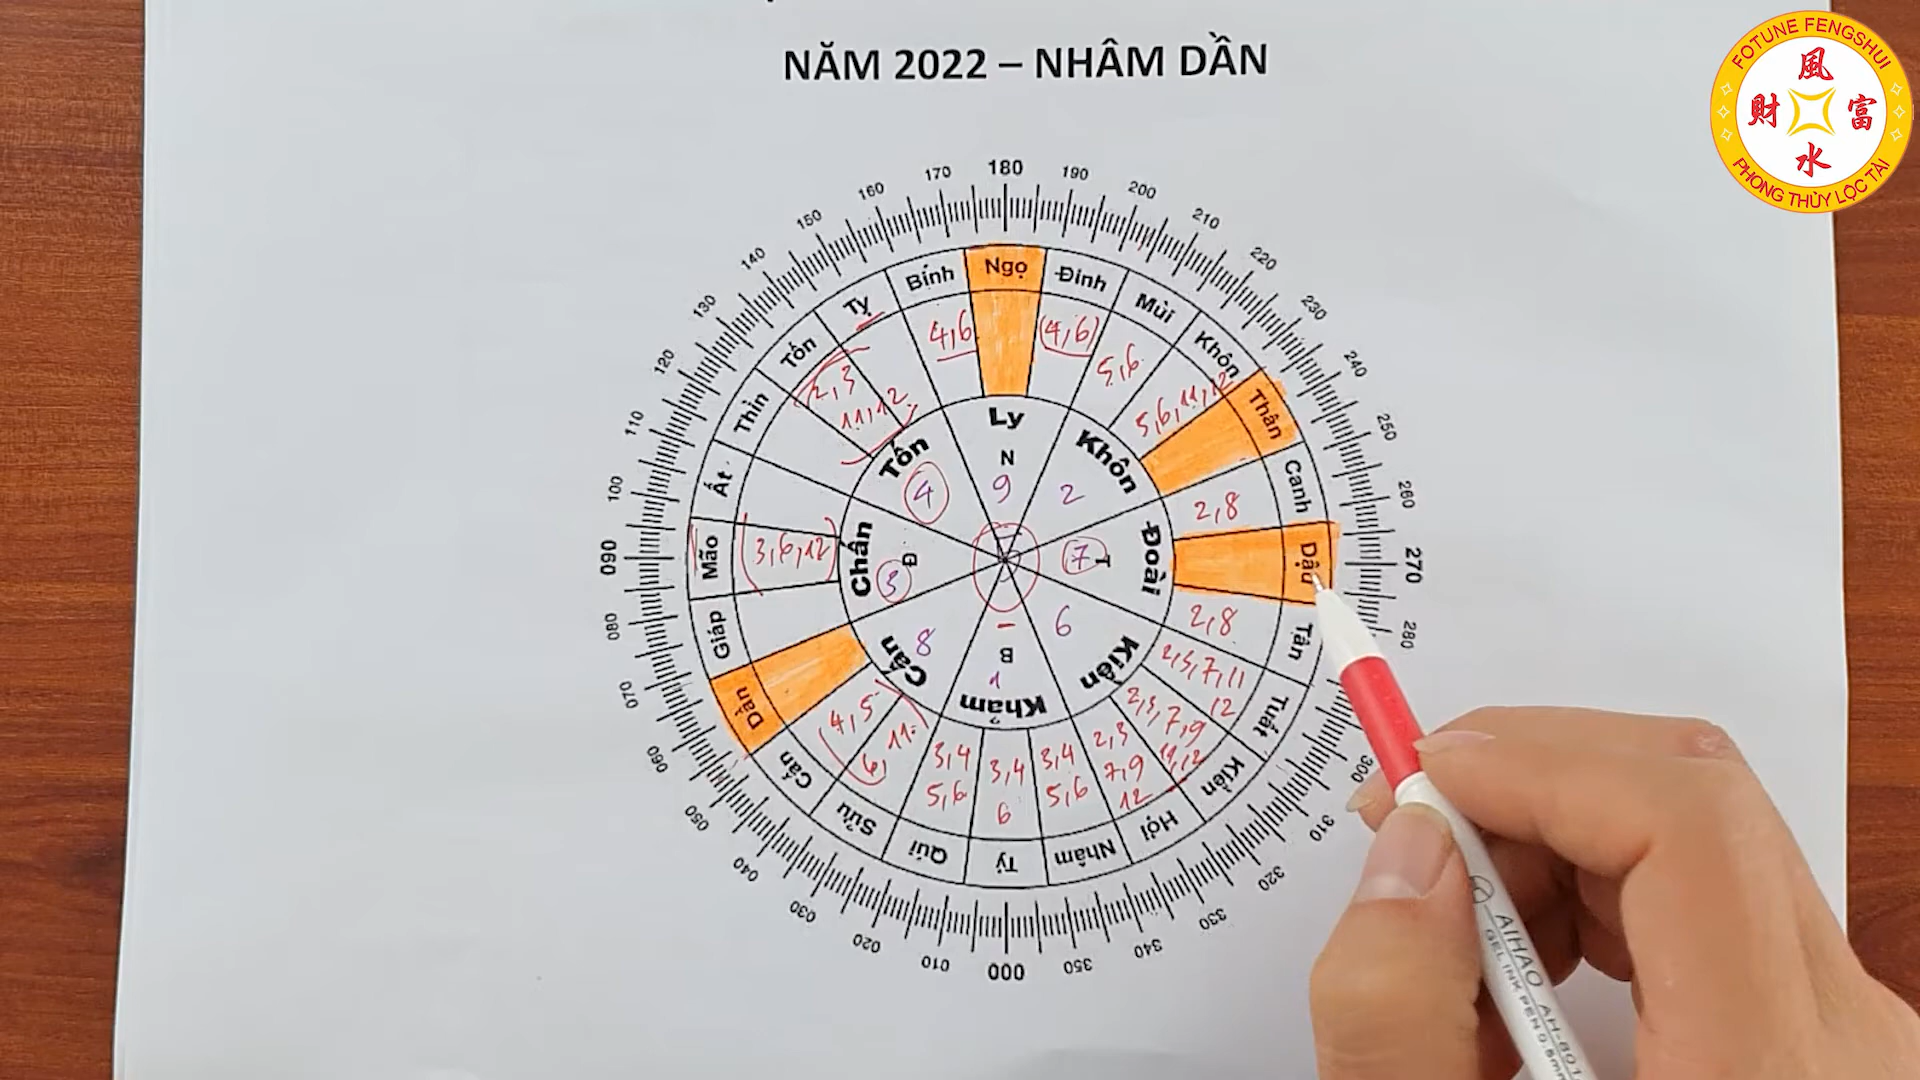 NĂM 2022 – NHÂM DẦN
FOTUNE FENGSHUI
風
財 富
水
PHONG THỦY LỘC TÀI
180
190
200
210
220
230
240
250
260
270
280
300
310
320
330
340
350
000
010
020
030
040
050
060
070
080
090
100
110
120
130
140
150
160
170
Ngọ
Đinh
Mùi
Khôn
Thân
Canh
Dậu
Tân
Tuất
Kiền
Hợi
Nhâm
Tý
Quí
Sửu
Cấn
Dần
Giáp
Mão
Ất
Thìn
Tốn
Tỵ
Bính
(4,6)
5,6
5,6,11,12
2,8
2,8
2,3,7,11
12
2,3,7,9
11,12
2,3
7,9
12
3,4
5,6
3,4
6
3,4
5,6
11
4,5
6,
(3,6,12)
2,3
11,12
4,6
Ly
Khôn
Đoài
Kiền
Khảm
Cấn
Chấn
Tốn
N
9
2
T
7
6
B
1
8
Đ
3
4
AIHAO AH-801
GEL INK PEN 0.5mm